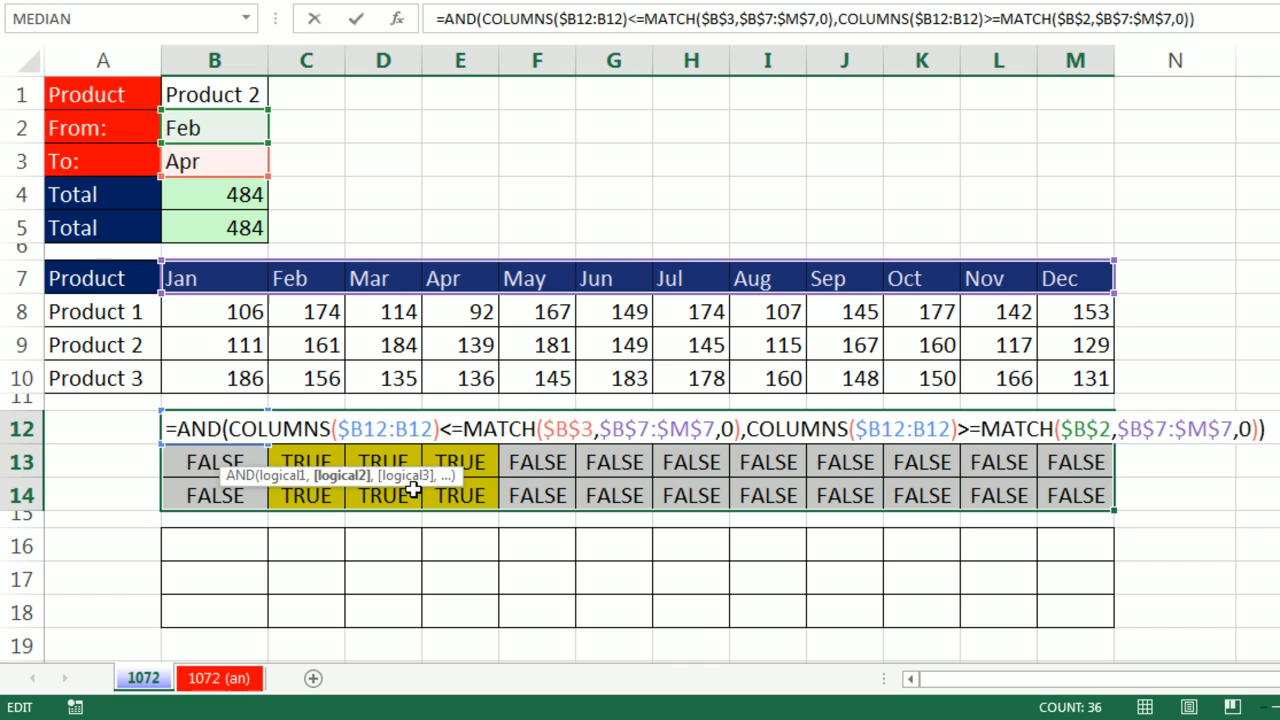 MEDIAN =AND(COLUMNS($B12:B12)<=MATCH($B$3,$B$7:$M$7,0),COLUMNS($B12:B12)>=MATCH($B$2,$B$7:$M$7,0))
A B C D E F G H I J K L M N
1 Product Product 2
2 From: Feb
3 To: Apr
4 Total 484
5 Total 484
6
7 Product Jan Feb Mar Apr May Jun Jul Aug Sep Oct Nov Dec
8 Product 1 106 174 114 92 167 149 174 107 145 177 142 153
9 Product 2 111 161 184 139 181 149 145 115 167 160 117 129
10 Product 3 186 156 135 136 145 183 178 160 148 150 166 131
11
12 =AND(COLUMNS($B12:B12)<=MATCH($B$3,$B$7:$M$7,0),COLUMNS($B12:B12)>=MATCH($B$2,$B$7:$M$7,0))
13 FALSE TRUE TRUE TRUE FALSE FALSE FALSE FALSE FALSE FALSE FALSE FALSE
AND(logical1, [logical2], [logical3], ...)
14 FALSE TRUE TRUE TRUE FALSE FALSE FALSE FALSE FALSE FALSE FALSE FALSE
15
16
17
18
19
1072 1072 (an)
EDIT COUNT: 36